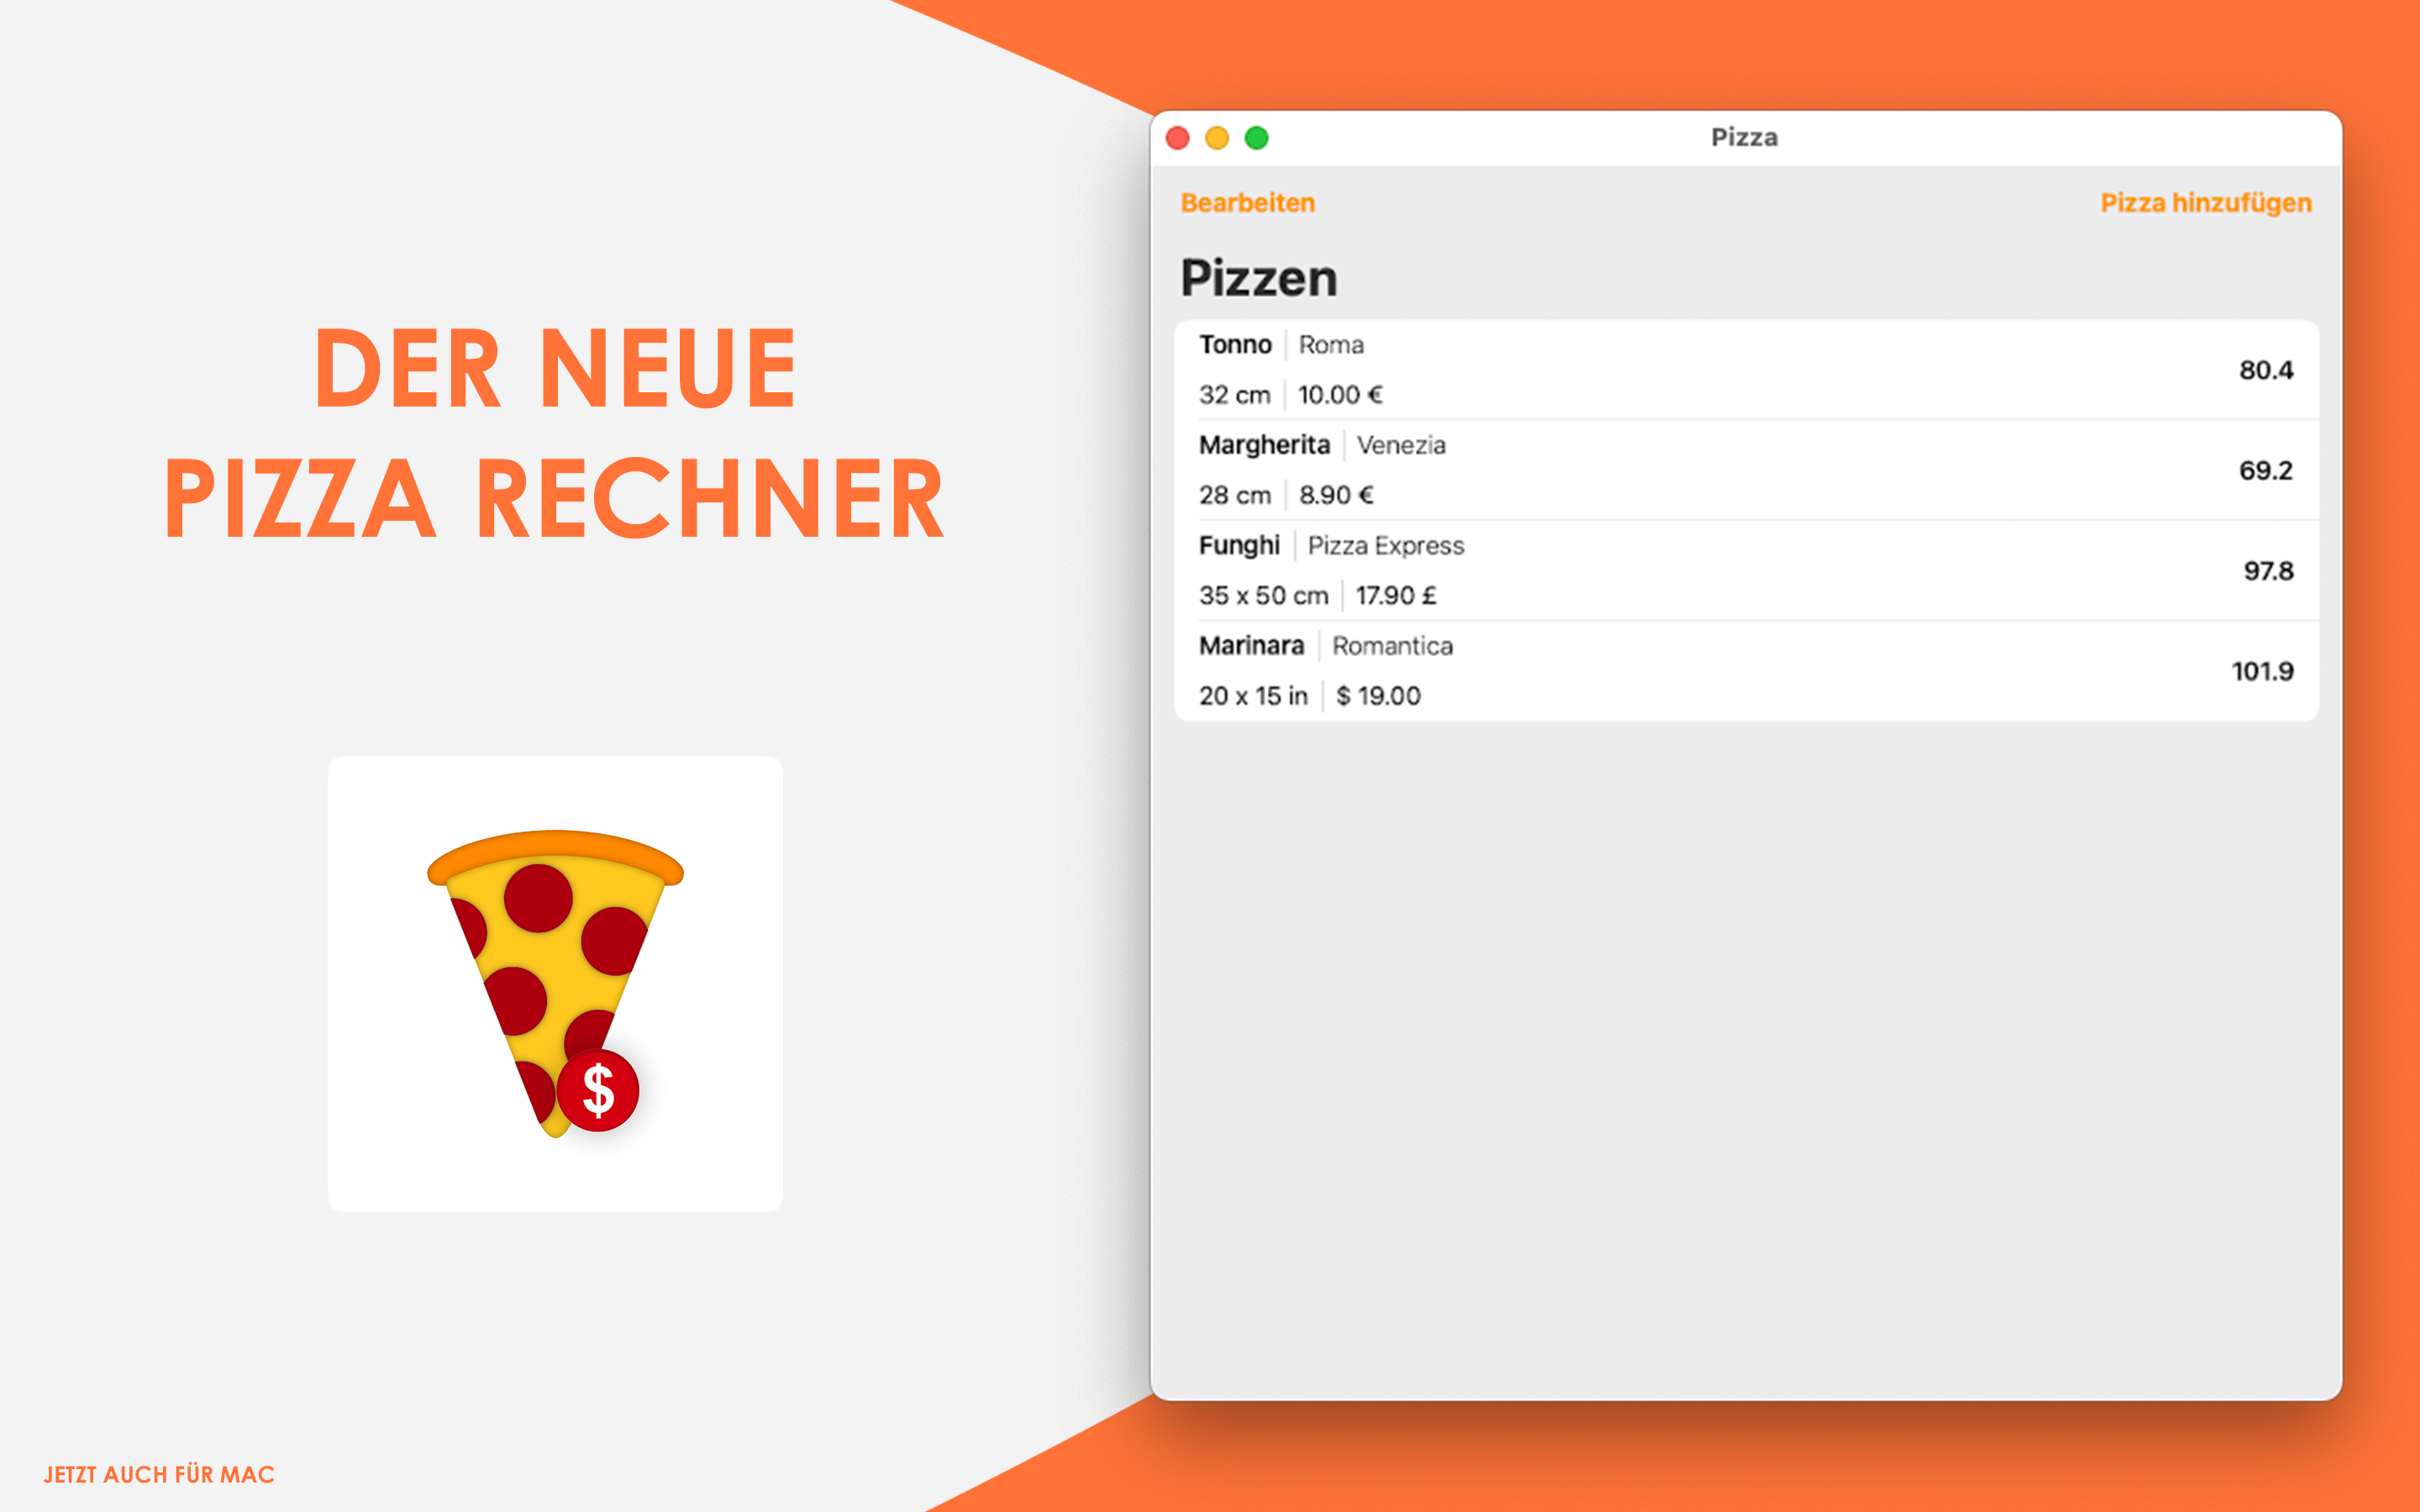 DER NEUE
PIZZA RECHNER
$
JETZT AUCH FÜR MAC
Pizza
Bearbeiten
Pizza hinzufügen
Pizzen
Tonno | Roma
32 cm | 10.00 €
80.4
Margherita | Venezia
28 cm | 8.90 €
69.2
Funghi | Pizza Express
35 x 50 cm | 17.90 £
97.8
Marinara | Romantica
20 x 15 in | $ 19.00
101.9